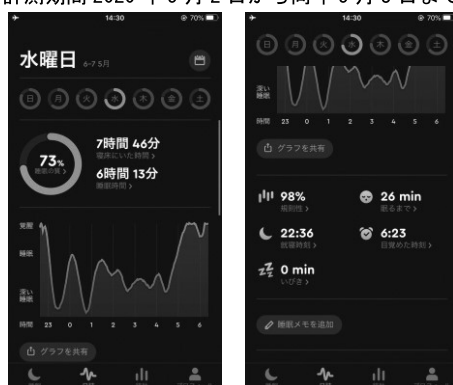 計測期間 2020 年 5 月 2 日から同年 5 月 8 日まで
14:30
70%
水曜日 6-7 5月
日 月 火 水 木 金 土
73%
睡眠の質 >
7時間 46分
寝床にいた時間 >
6時間 13分
睡眠時間 >
覚醒
睡眠
深い
睡眠
時間 23 0 1 2 3 4 5 6
グラフを共有
14:30
70%
日 月 火 水 木 金 土
深い
睡眠
時間 23 0 1 2 3 4 5 6
グラフを共有
98%
規則性 >
26 min
眠るまで >
22:36
就寝時刻 >
6:23
目覚めた時刻 >
0 min
いびき >
睡眠メモを追加